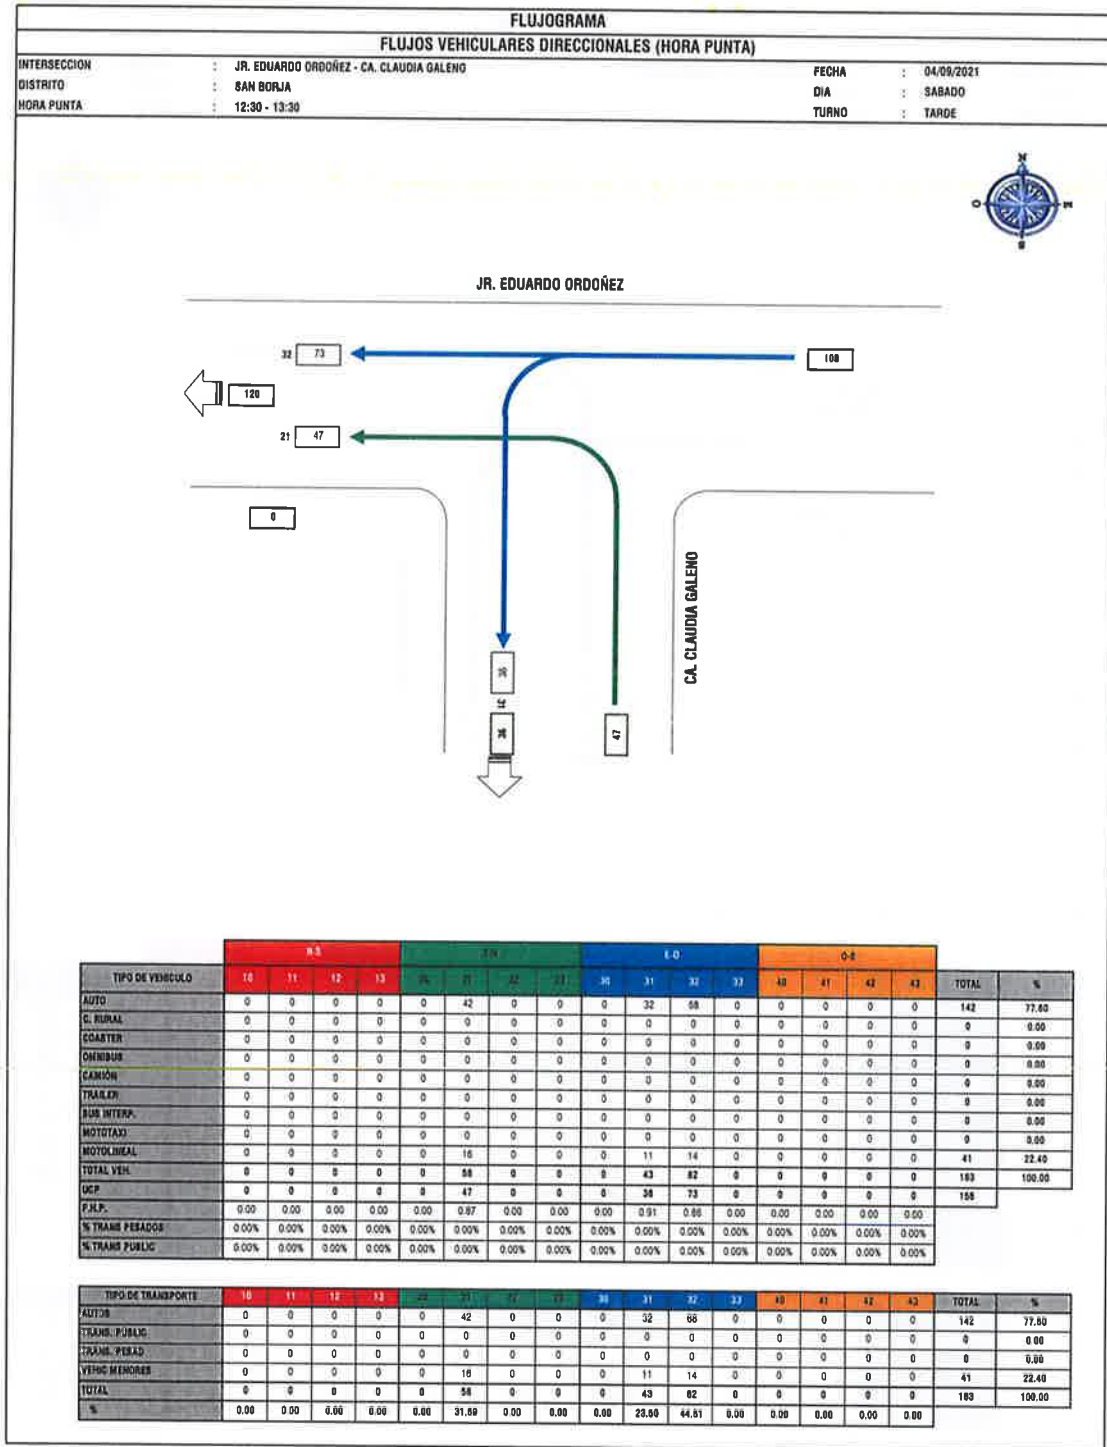 FLUJOGRAMA
FLUJOS VEHICULARES DIRECCIONALES (HORA PUNTA)
INTERSECCION : JR. EDUARDO ORDOÑEZ - CA. CLAUDIA GALENO FECHA : 04/09/2021
DISTRITO : SAN BORJA DIA : SABADO
HORA PUNTA : 12:30 - 13:30 TURNO : TARDE
N
O E
S
JR. EDUARDO ORDOÑEZ
32 73 108
120
21 47
0
CA. CLAUDIA GALENO
31
47
N-S E-O
TIPO DE VEHICULO 10 11 12 13 21 30 31 32 33 40 41 42 43 TOTAL %
AUTO 0 0 0 0 0 42 0 0 0 32 68 0 0 0 0 0 142 77.60
C. RURAL 0 0 0 0 0 0 0 0 0 0 0 0 0 0 0 0 0 0.00
COASTER 0 0 0 0 0 0 0 0 0 0 0 0 0 0 0 0 0 0.00
OMNIBUS 0 0 0 0 0 0 0 0 0 0 0 0 0 0 0 0 0 0.00
CAMIÓN 0 0 0 0 0 0 0 0 0 0 0 0 0 0 0 0 0 0.00
TRAILER 0 0 0 0 0 0 0 0 0 0 0 0 0 0 0 0 0 0.00
BUS INTERP. 0 0 0 0 0 0 0 0 0 0 0 0 0 0 0 0 0 0.00
MOTOTAXI 0 0 0 0 0 0 0 0 0 0 0 0 0 0 0 0 0 0.00
MOTOLINEAL 0 0 0 0 0 16 0 0 0 11 14 0 0 0 0 0 41 22.40
TOTAL VEH. 0 0 0 0 0 58 0 0 0 43 82 0 0 0 0 0 183 100.00
UCP 0 0 0 0 0 47 0 0 0 73 0 0 0 0 0
F.H.P. 0.00 0.00 0.00 0.00 0.00 0.87 0.00 0.00 0.00 0.91 0.00 0.00 0.00 0.00 0.00
% TRANS PESADOS 0.00% 0.00% 0.00% 0.00% 0.00% 0.00% 0.00% 0.00% 0.00% 0.00% 0.00% 0.00% 0.00% 0.00% 0.00% 0.00%
% TRANS PUBLIC 0.00% 0.00% 0.00% 0.00% 0.00% 0.00% 0.00% 0.00% 0.00% 0.00% 0.00% 0.00% 0.00% 0.00% 0.00% 0.00%
TIPO DE TRANSPORTE 10 11 12 13 21 30 31 32 33 40 41 42 43 TOTAL %
AUTOS 0 0 0 0 0 42 0 0 0 32 68 0 0 0 0 0 142 77.60
TRANS. PUBLIC 0 0 0 0 0 0 0 0 0 0 0 0 0 0 0 0 0 0.00
TRANS. PESAD 0 0 0 0 0 0 0 0 0 0 0 0 0 0 0 0 0 0.00
VEHIC MENORES 0 0 0 0 0 16 0 0 0 11 14 0 0 0 0 0 41 22.40
TOTAL 0 0 0 0 0 58 0 0 0 43 82 0 0 0 0 0 183 100.00
% 0.00 0.00 0.00 0.00 0.00 31.69 0.00 0.00 0.00 23.50 44.81 0.00 0.00 0.00 0.00 0.00